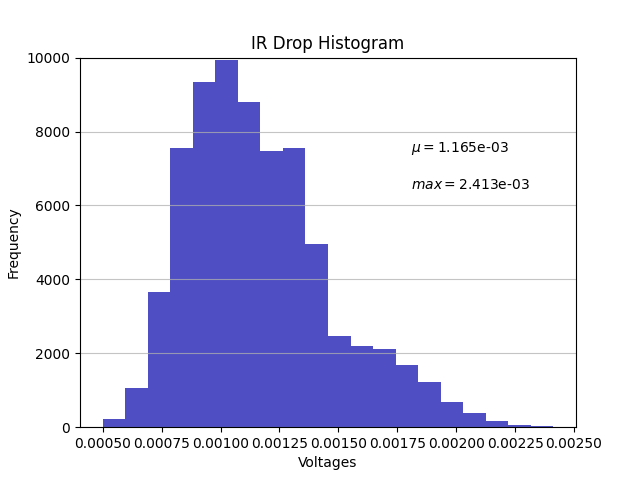 IR Drop Histogram
10000
8000
6000
4000
2000
0
Frequency
μ = 1.165e-03
max = 2.413e-03
0.00050 0.00075 0.00100 0.00125 0.00150 0.00175 0.00200 0.00225 0.00250
Voltages